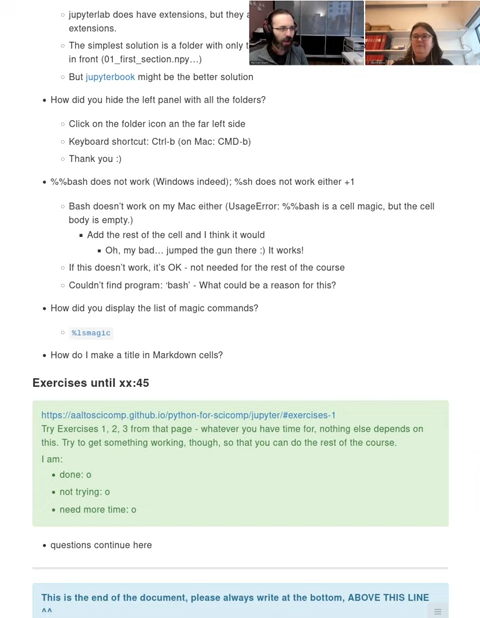 jupyterlab does have extensions, but they a
extensions.
The simplest solution is a folder with only t
in front (01_first_section.npy…)
But jupyterbook might be the better solution
How did you hide the left panel with all the folders?
Click on the folder icon an the far left side
Keyboard shortcut: Ctrl-b (on Mac: CMD-b)
Thank you :)
%%bash does not work (Windows indeed); %sh does not work either +1
Bash doesn't work on my Mac either (UsageError: %%bash is a cell magic, but the cell
body is empty.)
Add the rest of the cell and I think it would
Oh, my bad… jumped the gun there :) It works!
If this doesn't work, it's OK - not needed for the rest of the course
Couldn't find program: 'bash' - What could be a reason for this?
How did you display the list of magic commands?
%lsmagic
How do I make a title in Markdown cells?
Exercises until xx:45
https://aaltoscicomp.github.io/python-for-scicomp/jupyter/#exercises-1
Try Exercises 1, 2, 3 from that page - whatever you have time for, nothing else depends on
this. Try to get something working, though, so that you can do the rest of the course.
I am:
done: o
not trying: o
need more time: o
questions continue here
This is the end of the document, please always write at the bottom, ABOVE THIS LINE
^^